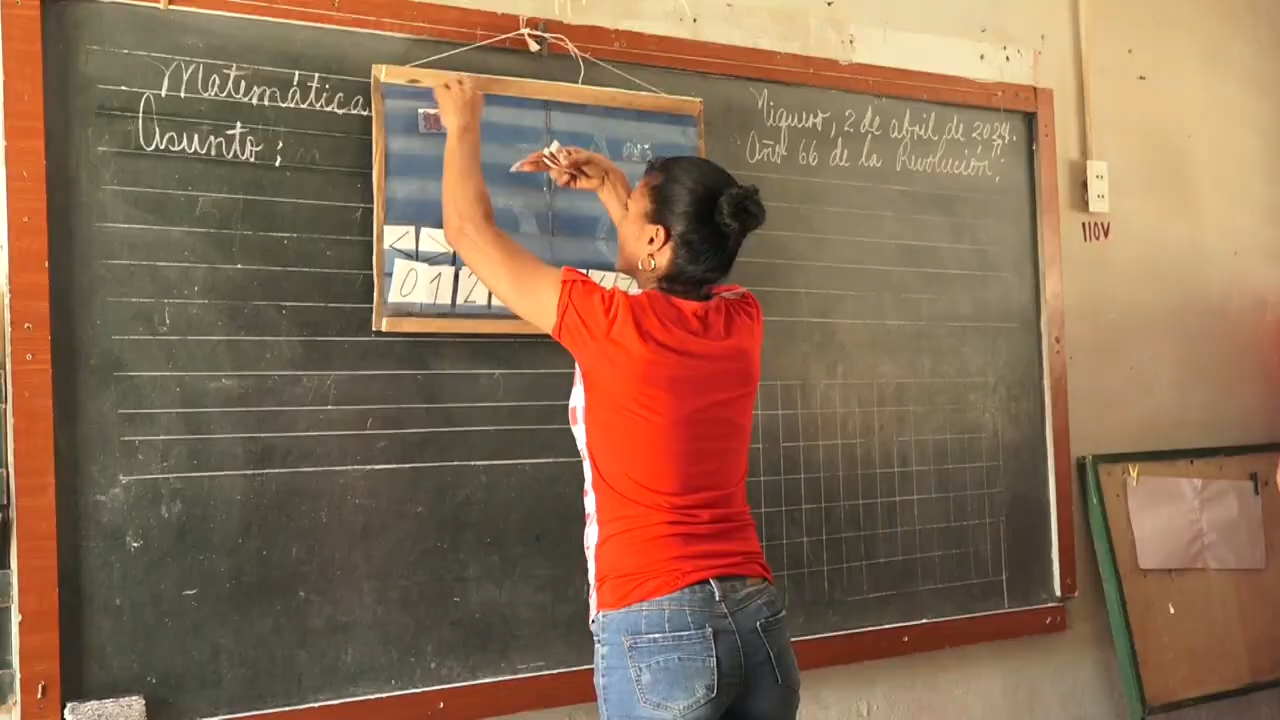 Matemática
Asunto:
Niquero, 2 de abril de 2024.
"Año 66 de la Revolución".
< >
0 1 2
110V